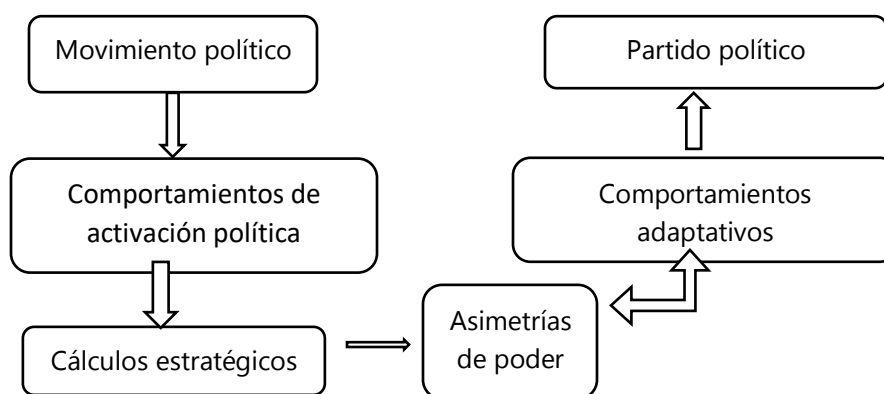 Movimiento político
Comportamientos de
activación política
Cálculos estratégicos
Asimetrías
de poder
Comportamientos
adaptativos
Partido político